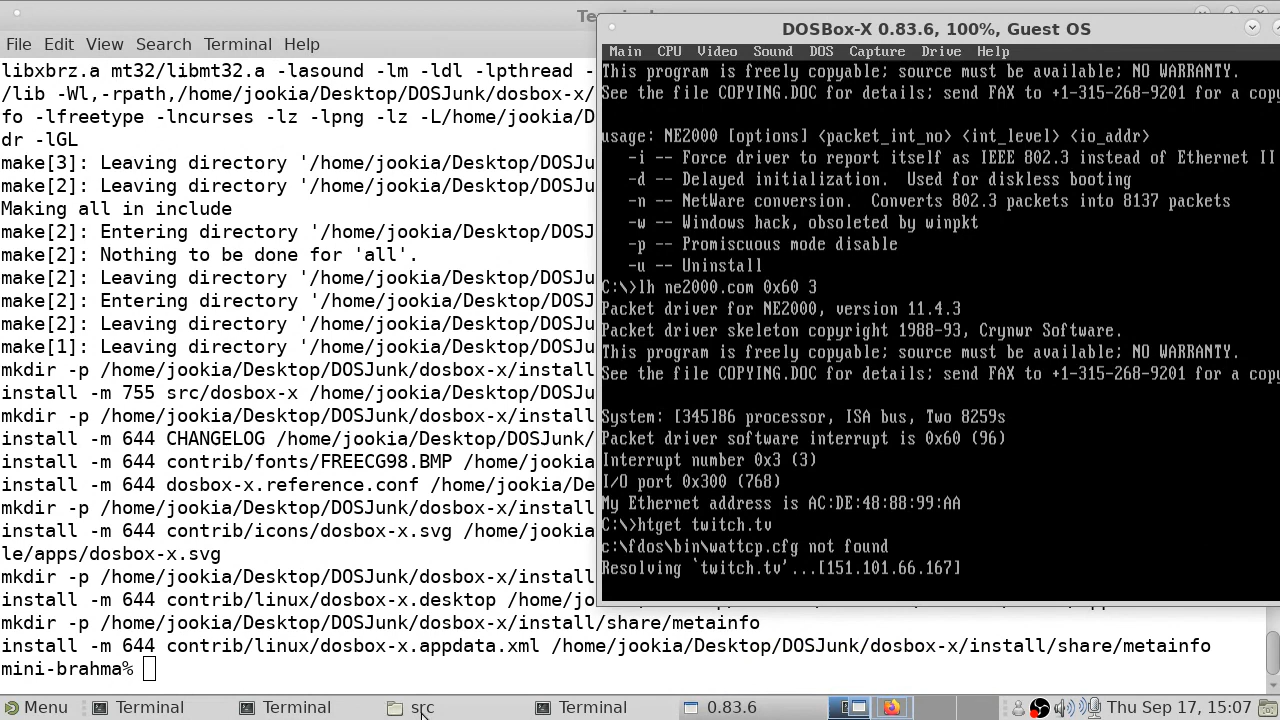 Termin
File Edit View Search Terminal Help
libxbrz.a mt32/libmt32.a -lasound -lm -ldl -lpthread -
/lib -Wl,-rpath,/home/jookia/Desktop/DOSJunk/dosbox-x/
fo -lfreetype -lncurses -lz -lpng -lz -L/home/jookia/D
dr -lGL
make[3]: Leaving directory '/home/jookia/Desktop/DOSJu
make[2]: Leaving directory '/home/jookia/Desktop/DOSJu
Making all in include
make[2]: Entering directory '/home/jookia/Desktop/DOSJ
make[2]: Nothing to be done for 'all'.
make[2]: Leaving directory '/home/jookia/Desktop/DOSJu
make[2]: Entering directory '/home/jookia/Desktop/DOSJ
make[2]: Leaving directory '/home/jookia/Desktop/DOSJu
make[1]: Leaving directory '/home/jookia/Desktop/DOSJu
mkdir -p /home/jookia/Desktop/DOSJunk/dosbox-x/install
install -m 755 src/dosbox-x /home/jookia/Desktop/DOSJu
mkdir -p /home/jookia/Desktop/DOSJunk/dosbox-x/install
install -m 644 CHANGELOG /home/jookia/Desktop/DOSJunk/
install -m 644 contrib/fonts/FREECG98.BMP /home/jookia
install -m 644 dosbox-x.reference.conf /home/jookia/De
mkdir -p /home/jookia/Desktop/DOSJunk/dosbox-x/install
install -m 644 contrib/icons/dosbox-x.svg /home/jookia
le/apps/dosbox-x.svg
mkdir -p /home/jookia/Desktop/DOSJunk/dosbox-x/install
install -m 644 contrib/linux/dosbox-x.desktop /home/jo
mkdir -p /home/jookia/Desktop/DOSJunk/dosbox-x/install/share/metainfo
install -m 644 contrib/linux/dosbox-x.appdata.xml /home/jookia/Desktop/DOSJunk/dosbox-x/install/share/metainfo
mini-brahma%
DOSBox-X 0.83.6, 100%, Guest OS
Main CPU Video Sound DOS Capture Drive Help
This program is freely copyable; source must be available; NO WARRANTY.
See the file COPYING.DOC for details; send FAX to +1-315-268-9201 for a copy
usage: NE2000 [options] <packet_int_no> <int_level> <io_addr>
-i -- Force driver to report itself as IEEE 802.3 instead of Ethernet II
-d -- Delayed initialization. Used for diskless booting
-n -- NetWare conversion. Converts 802.3 packets into 8137 packets
-w -- Windows hack, obsoleted by winpkt
-p -- Promiscuous mode disable
-u -- Uninstall
C:\>lh ne2000.com 0x60 3
Packet driver for NE2000, version 11.4.3
Packet driver skeleton copyright 1988-93, Crynwr Software.
This program is freely copyable; source must be available; NO WARRANTY.
See the file COPYING.DOC for details; send FAX to +1-315-268-9201 for a copy
System: [345]86 processor, ISA bus, Two 8259s
Packet driver software interrupt is 0x60 (96)
Interrupt number 0x3 (3)
I/O port 0x300 (768)
My Ethernet address is AC:DE:48:88:99:AA
C:\>htget twitch.tv
c:\fdos\bin\wattcp.cfg not found
Resolving `twitch.tv'...[151.101.66.167]
Menu Terminal Terminal src Terminal 0.83.6 Thu Sep 17, 15:07